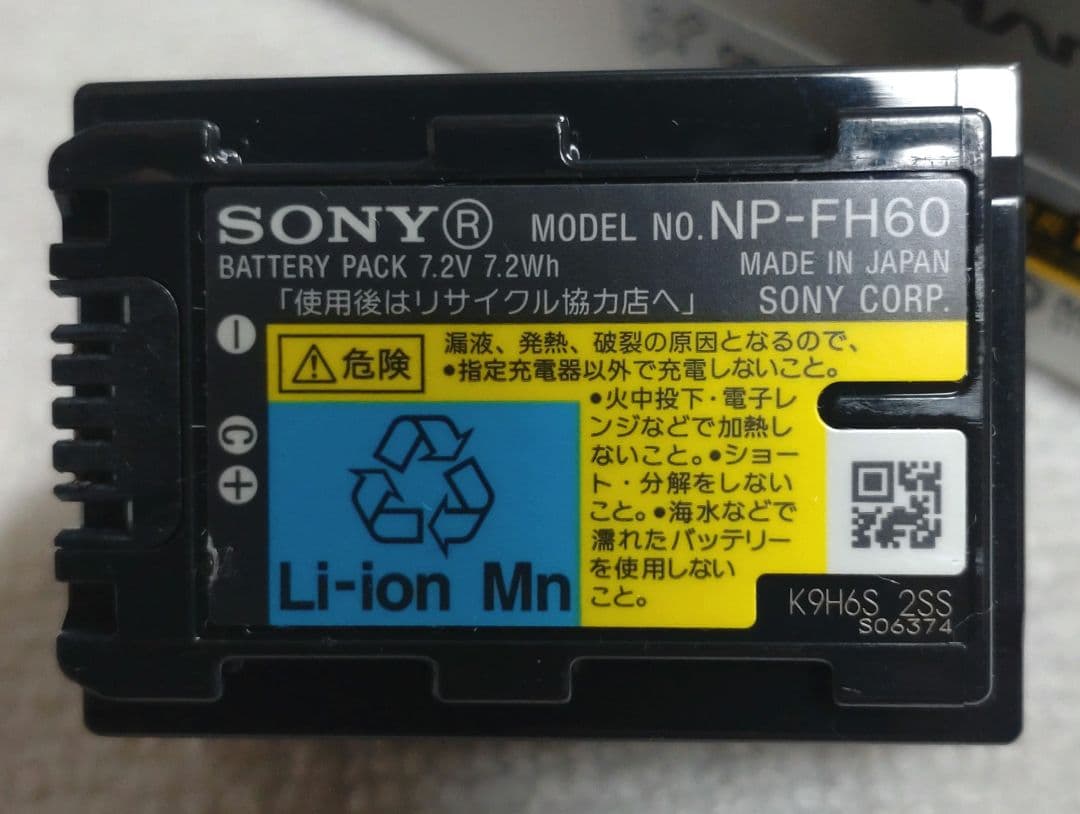 SONY® MODEL NO. NP-FH60
BATTERY PACK 7.2V 7.2Wh MADE IN JAPAN
「使用後はリサイクル協力店へ」 SONY CORP.
⚠危険
漏液、発熱、破裂の原因となるので、
•指定充電器以外で充電しないこと。
•火中投下・電子レ
ンジなどで加熱し
ないこと。•ショー
ト・分解をしない
こと。•海水などで
濡れたバッテリー
を使用しない
こと。
−
C
+
Li-ion Mn
K9H6S 2SS
S06374